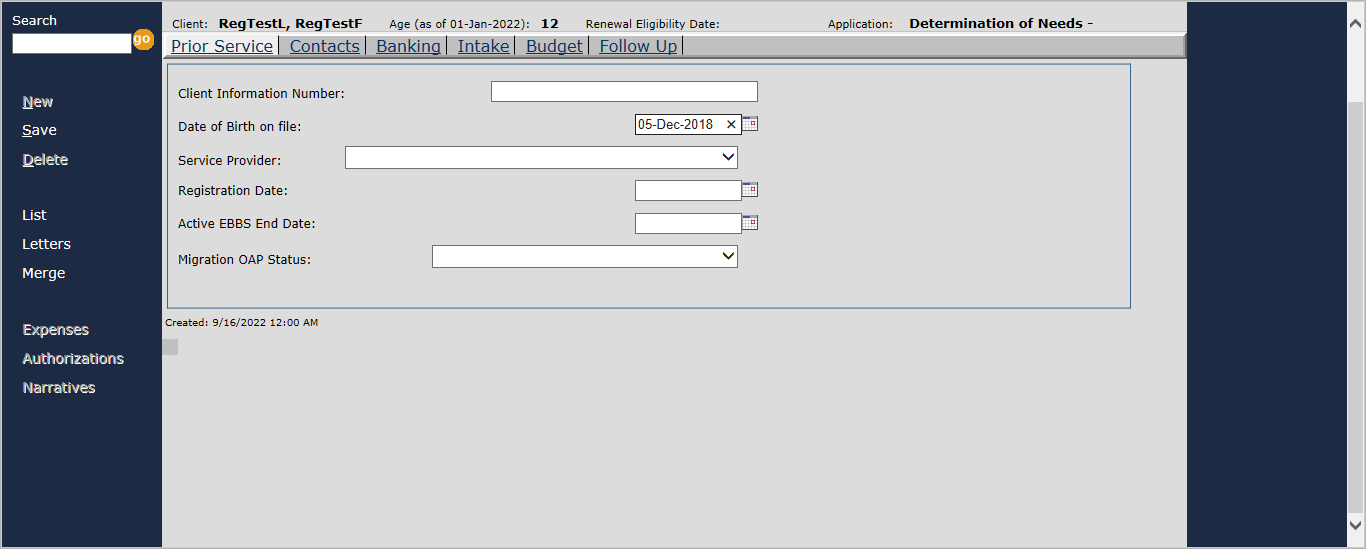 Search
go
New
Save
Delete
List
Letters
Merge
Expenses
Authorizations
Narratives
Client: RegTestL, RegTestF Age (as of 01-Jan-2022): 12 Renewal Eligibility Date: Application: Determination of Needs -
Prior Service Contacts Banking Intake Budget Follow Up
Client Information Number:
Date of Birth on file: 05-Dec-2018
Service Provider:
Registration Date:
Active EBBS End Date:
Migration OAP Status:
Created: 9/16/2022 12:00 AM